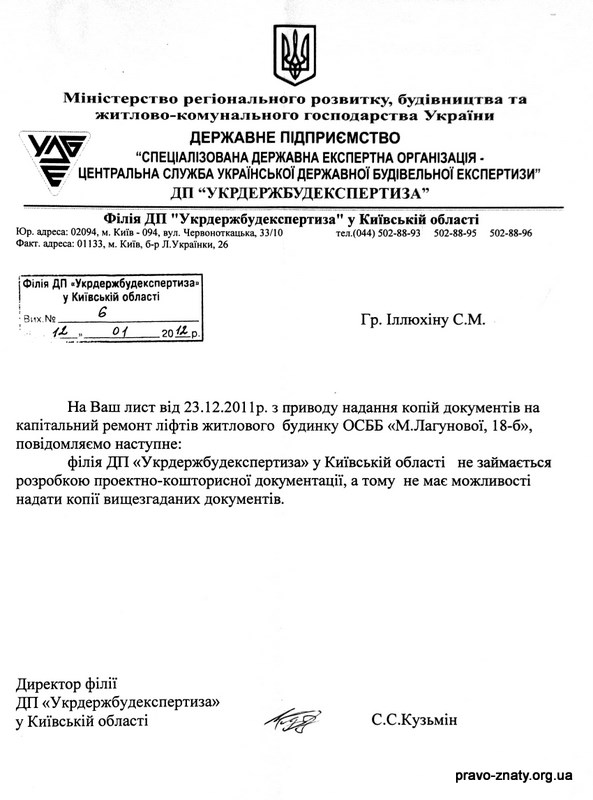 Міністерство регіонального розвитку, будівництва та
житлово-комунального господарства України
УДБЕ
ДЕРЖАВНЕ ПІДПРИЄМСТВО
“СПЕЦІАЛІЗОВАНА ДЕРЖАВНА ЕКСПЕРТНА ОРГАНІЗАЦІЯ -
ЦЕНТРАЛЬНА СЛУЖБА УКРАЇНСЬКОЇ ДЕРЖАВНОЇ БУДІВЕЛЬНОЇ ЕКСПЕРТИЗИ”
ДП “УКРДЕРЖБУДЕКСПЕРТИЗА”
Філія ДП "Укрдержбудекспертиза" у Київській області
Юр. адреса: 02094, м. Київ - 094, вул. Червоноткацька, 33/10 тел.(044) 502-88-93 502-88-95 502-88-96
Факт. адреса: 01133, м. Київ, б-р Л.Українки, 26
Філія ДП «Укрдержбудекспертиза»
у Київській області
Вих.№ 6
"12" 01 2012 р.
Гр. Іллюхіну С.М.
На Ваш лист від 23.12.2011р. з приводу надання копій документів на
капітальний ремонт ліфтів житлового будинку ОСББ «М.Лагунової, 18-б»,
повідомляємо наступне:
філія ДП «Укрдержбудекспертиза» у Київській області не займається
розробкою проектно-кошторисної документації, а тому не має можливості
надати копії вищезгаданих документів.
Директор філії
ДП «Укрдержбудекспертиза»
у Київській області С.С.Кузьмін
pravo-znaty.org.ua